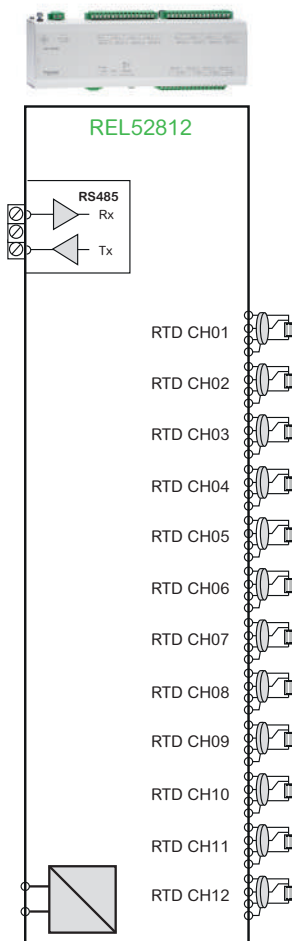 REL52812
RS485
Rx
Tx
RTD CH01
RTD CH02
RTD CH03
RTD CH04
RTD CH05
RTD CH06
RTD CH07
RTD CH08
RTD CH09
RTD CH10
RTD CH11
RTD CH12